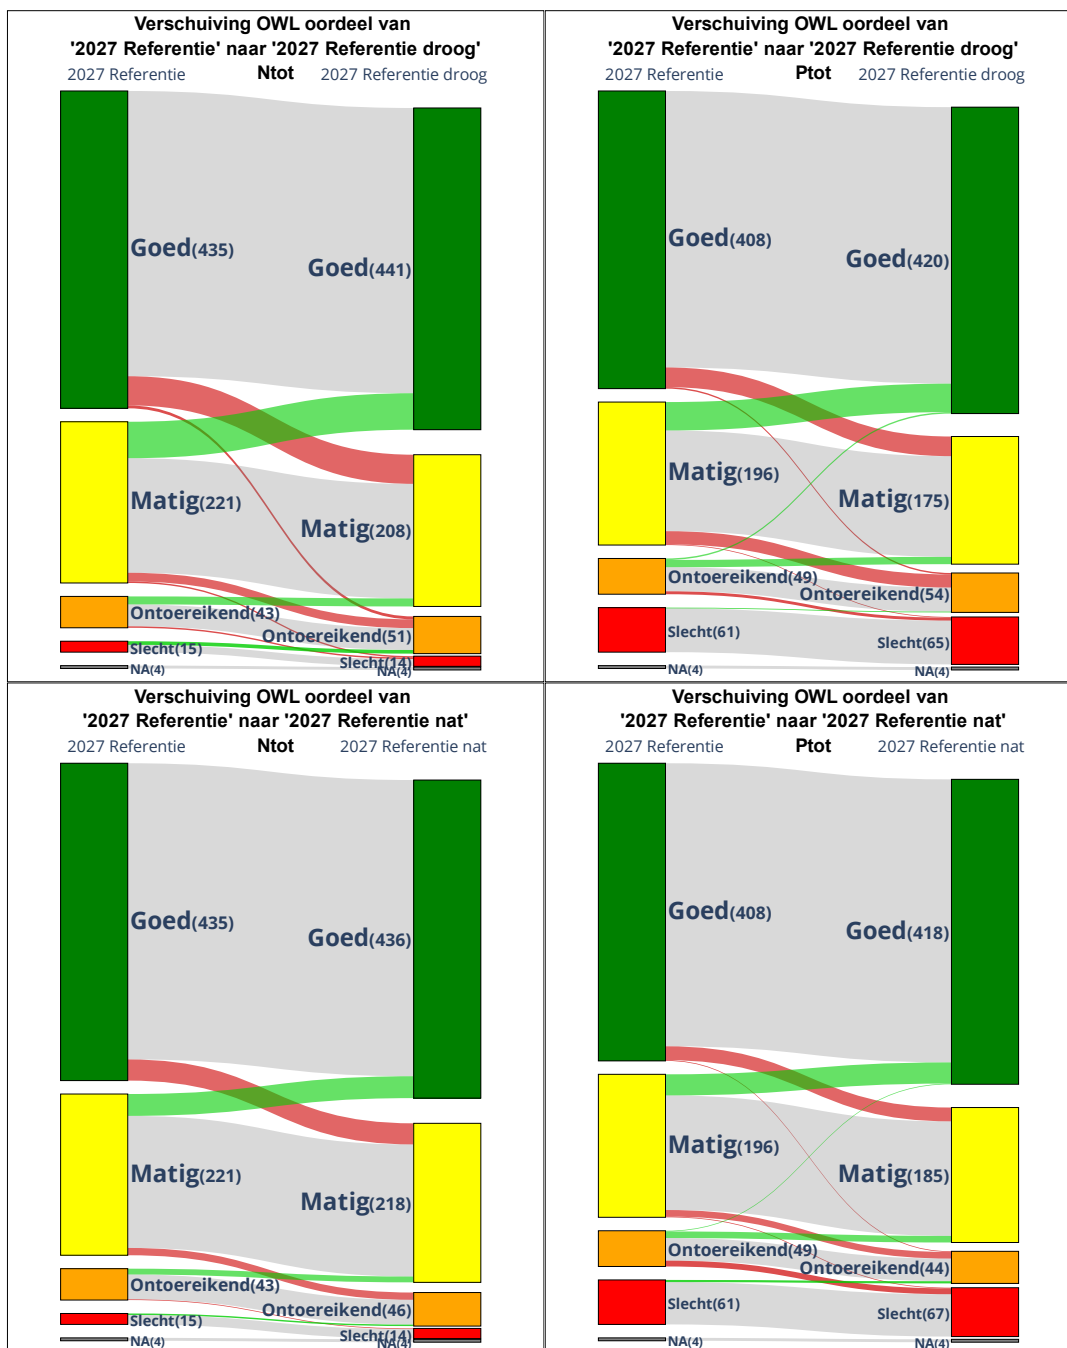 Verschuiving OWL oordeel van
'2027 Referentie' naar '2027 Referentie droog'
2027 Referentie Ntot 2027 Referentie droog
Goed(435)
Goed(441)
Matig(221)
Matig(208)
Ontoereikend(43)
Ontoereikend(51)
Slecht(15)
Slecht(14)
NA(4)
NA(4)
Verschuiving OWL oordeel van
'2027 Referentie' naar '2027 Referentie droog'
2027 Referentie Ptot 2027 Referentie droog
Goed(408)
Goed(420)
Matig(196)
Matig(175)
Ontoereikend(49)
Ontoereikend(54)
Slecht(61)
Slecht(65)
NA(4)
NA(4)
Verschuiving OWL oordeel van
'2027 Referentie' naar '2027 Referentie nat'
2027 Referentie Ntot 2027 Referentie nat
Goed(435)
Goed(436)
Matig(221)
Matig(218)
Ontoereikend(43)
Ontoereikend(46)
Slecht(15)
Slecht(14)
NA(4)
NA(4)
Verschuiving OWL oordeel van
'2027 Referentie' naar '2027 Referentie nat'
2027 Referentie Ptot 2027 Referentie nat
Goed(408)
Goed(418)
Matig(196)
Matig(185)
Ontoereikend(49)
Ontoereikend(44)
Slecht(61)
Slecht(67)
NA(4)
NA(4)